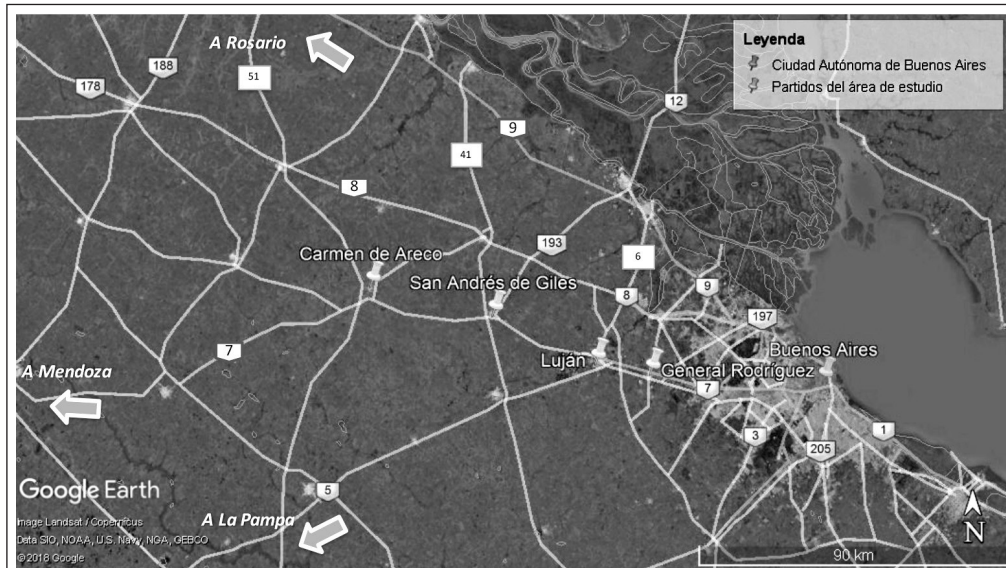 A Rosario
Leyenda
Ciudad Autónoma de Buenos Aires
Partidos del área de estudio
188
178
51
12
9
41
8
193
Carmen de Areco
6
San Andrés de Giles
8
9
197
7
Luján
Buenos Aires
General Rodríguez
A Mendoza
7
3
1
205
Google Earth
5
A La Pampa
Image Landsat / Copernicus
Data SIO, NOAA, U.S. Navy, NGA, GEBCO
© 2018 Google
N
90 km